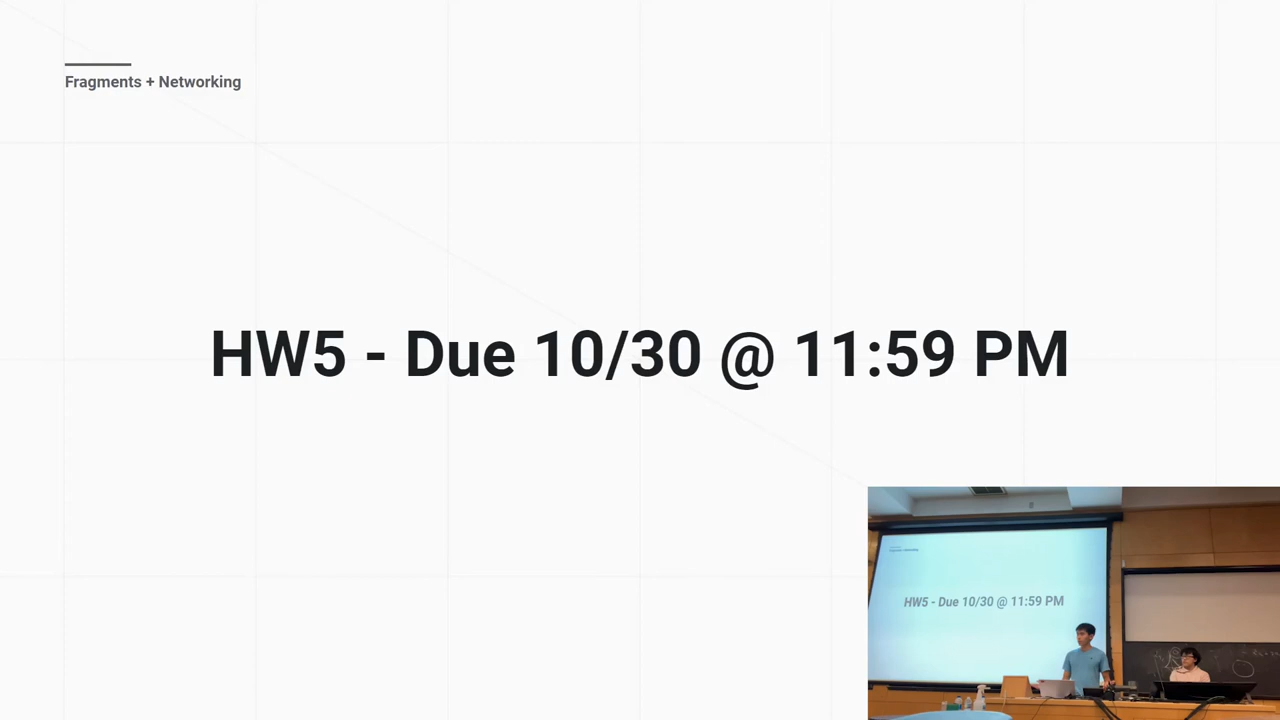 Fragments + Networking
HW5 - Due 10/30 @ 11:59 PM
HW5 - Due 10/30 @ 11:59 PM